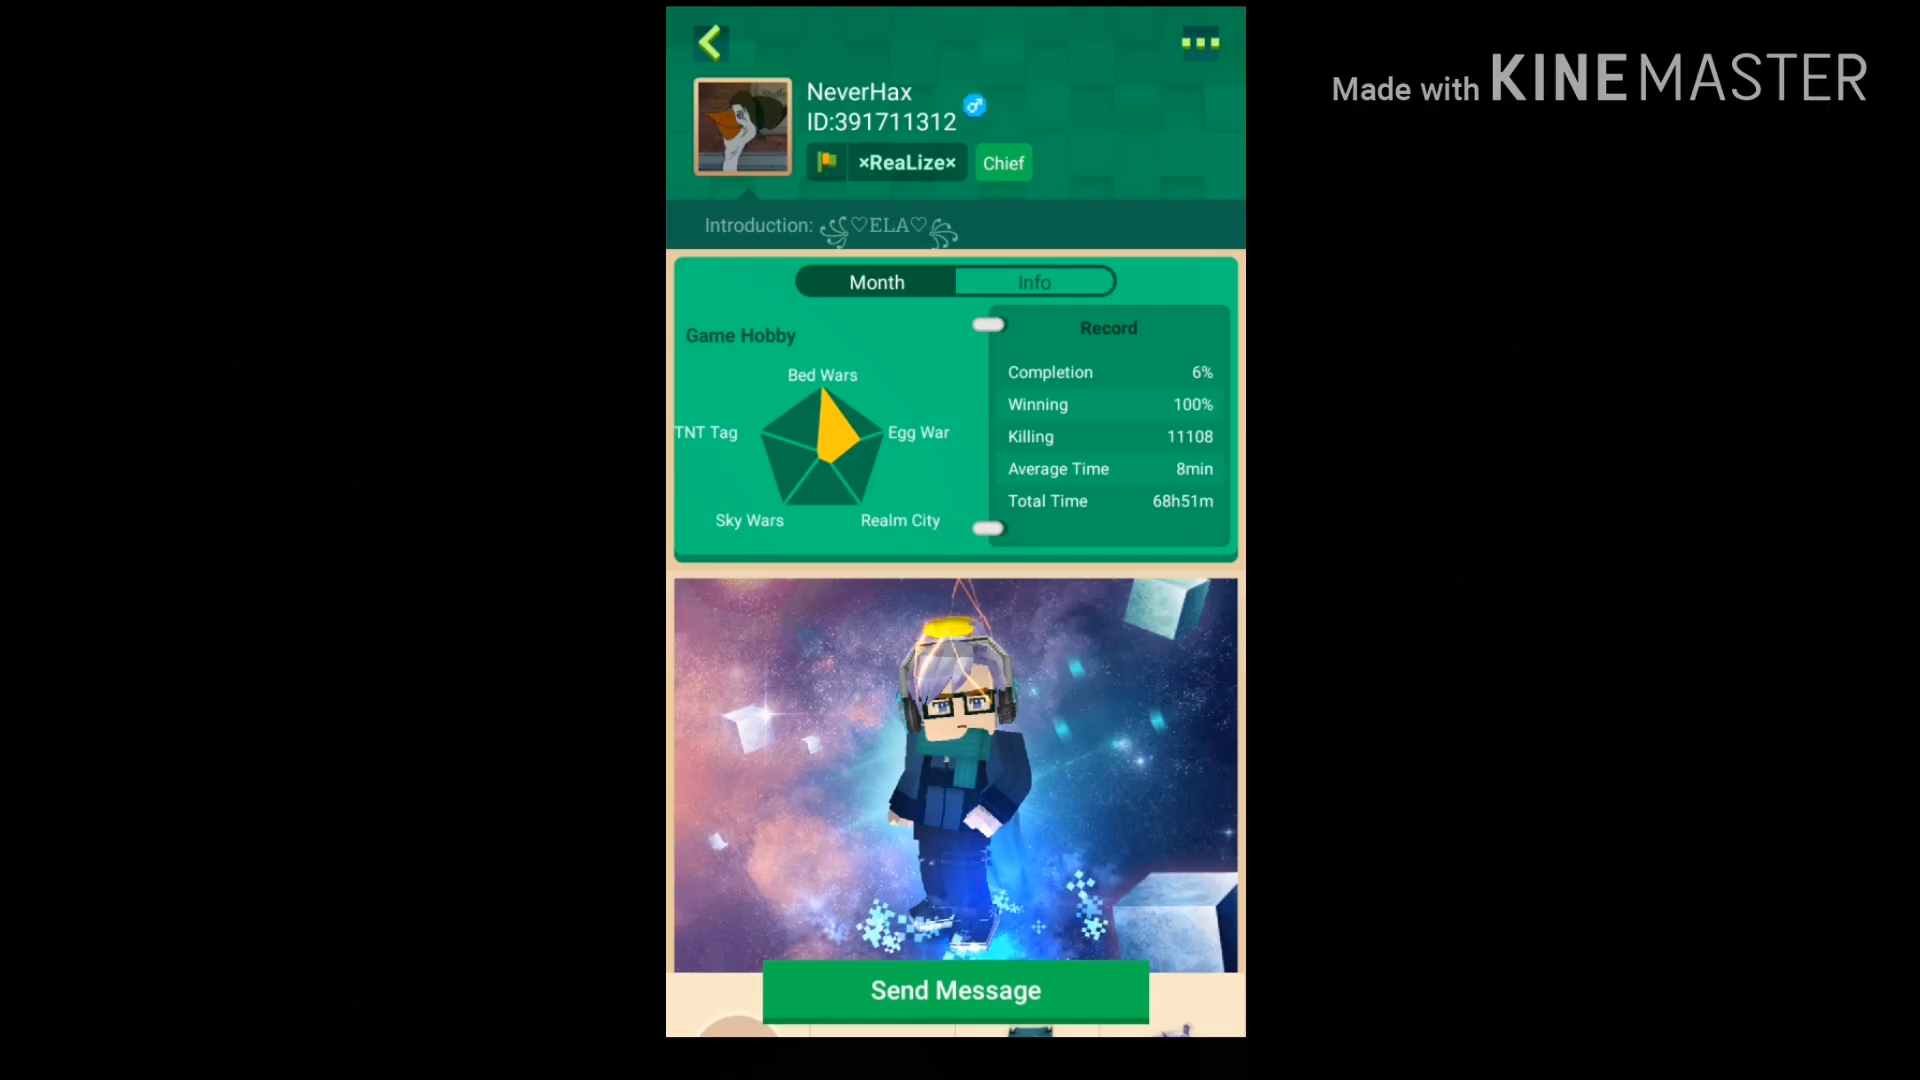 Made with KINEMASTER
NeverHax
ID:391711312
×ReaLize×
Chief
Introduction: ꧁♡ELA♡꧂
Month
Info
Game Hobby
Bed Wars
TNT Tag
Egg War
Sky Wars
Realm City
Record
Completion 6%
Winning 100%
Killing 11108
Average Time 8min
Total Time 68h51m
Send Message